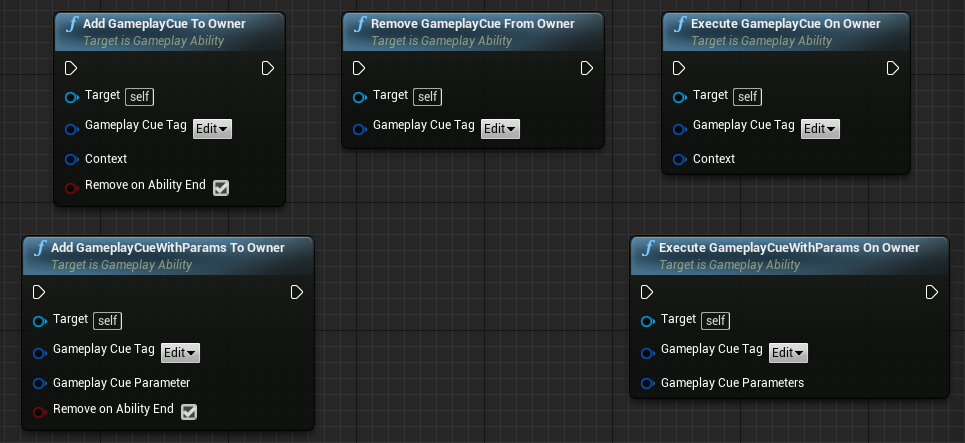 Add GameplayCue To Owner
Target is Gameplay Ability
Target self
Gameplay Cue Tag Edit
Context
Remove on Ability End
Remove GameplayCue From Owner
Target is Gameplay Ability
Target self
Gameplay Cue Tag Edit
Execute GameplayCue On Owner
Target is Gameplay Ability
Target self
Gameplay Cue Tag Edit
Context
Add GameplayCueWithParams To Owner
Target is Gameplay Ability
Target self
Gameplay Cue Tag Edit
Gameplay Cue Parameter
Remove on Ability End
Execute GameplayCueWithParams On Owner
Target is Gameplay Ability
Target self
Gameplay Cue Tag Edit
Gameplay Cue Parameters